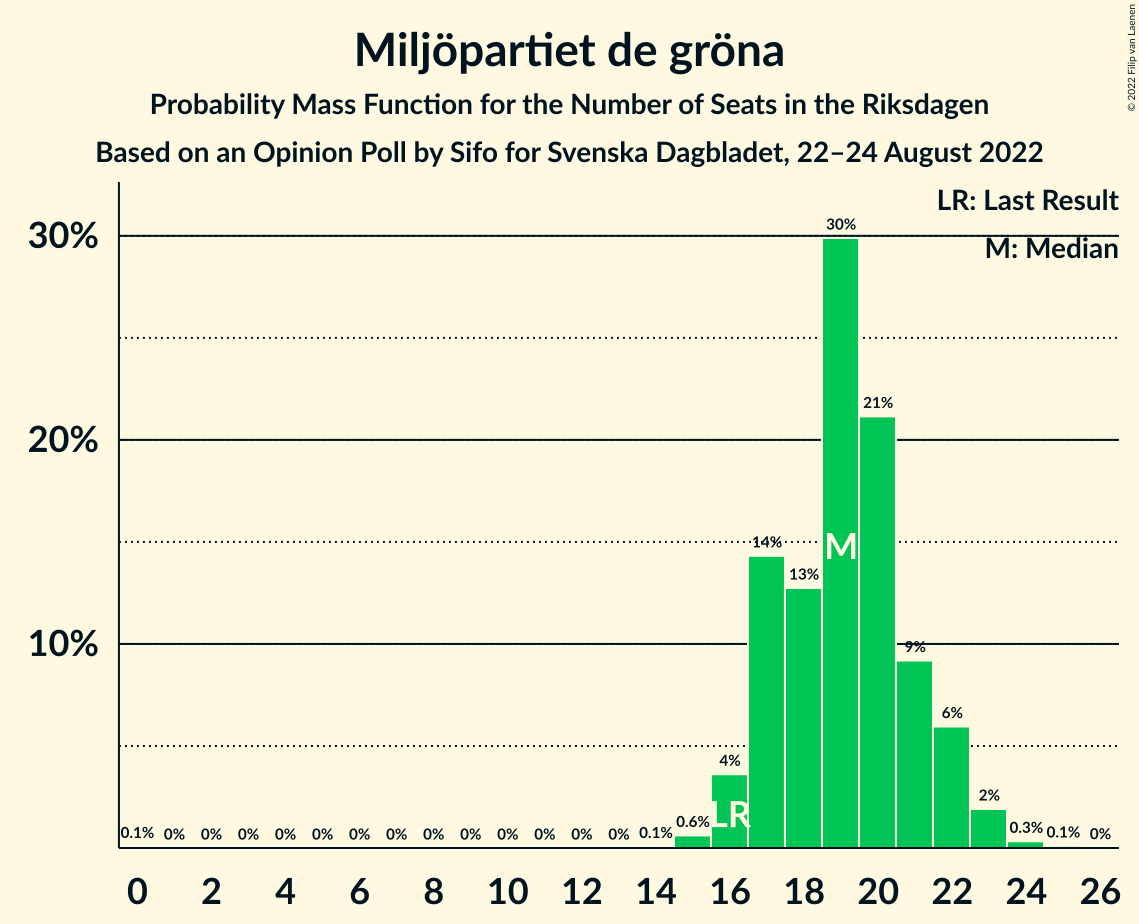 Miljöpartiet de gröna
Probability Mass Function for the Number of Seats in the Riksdagen
Based on an Opinion Poll by Sifo for Svenska Dagbladet, 22–24 August 2022
© 2022 Filip van Laenen
LR: Last Result
M: Median
30%
20%
10%
0.1% 0% 0% 0% 0% 0% 0% 0% 0% 0% 0% 0% 0% 0% 0.1% 0.6% 4% 14% 13% 30% 21% 9% 6% 2% 0.3% 0.1% 0%
M
LR
0 2 4 6 8 10 12 14 16 18 20 22 24 26